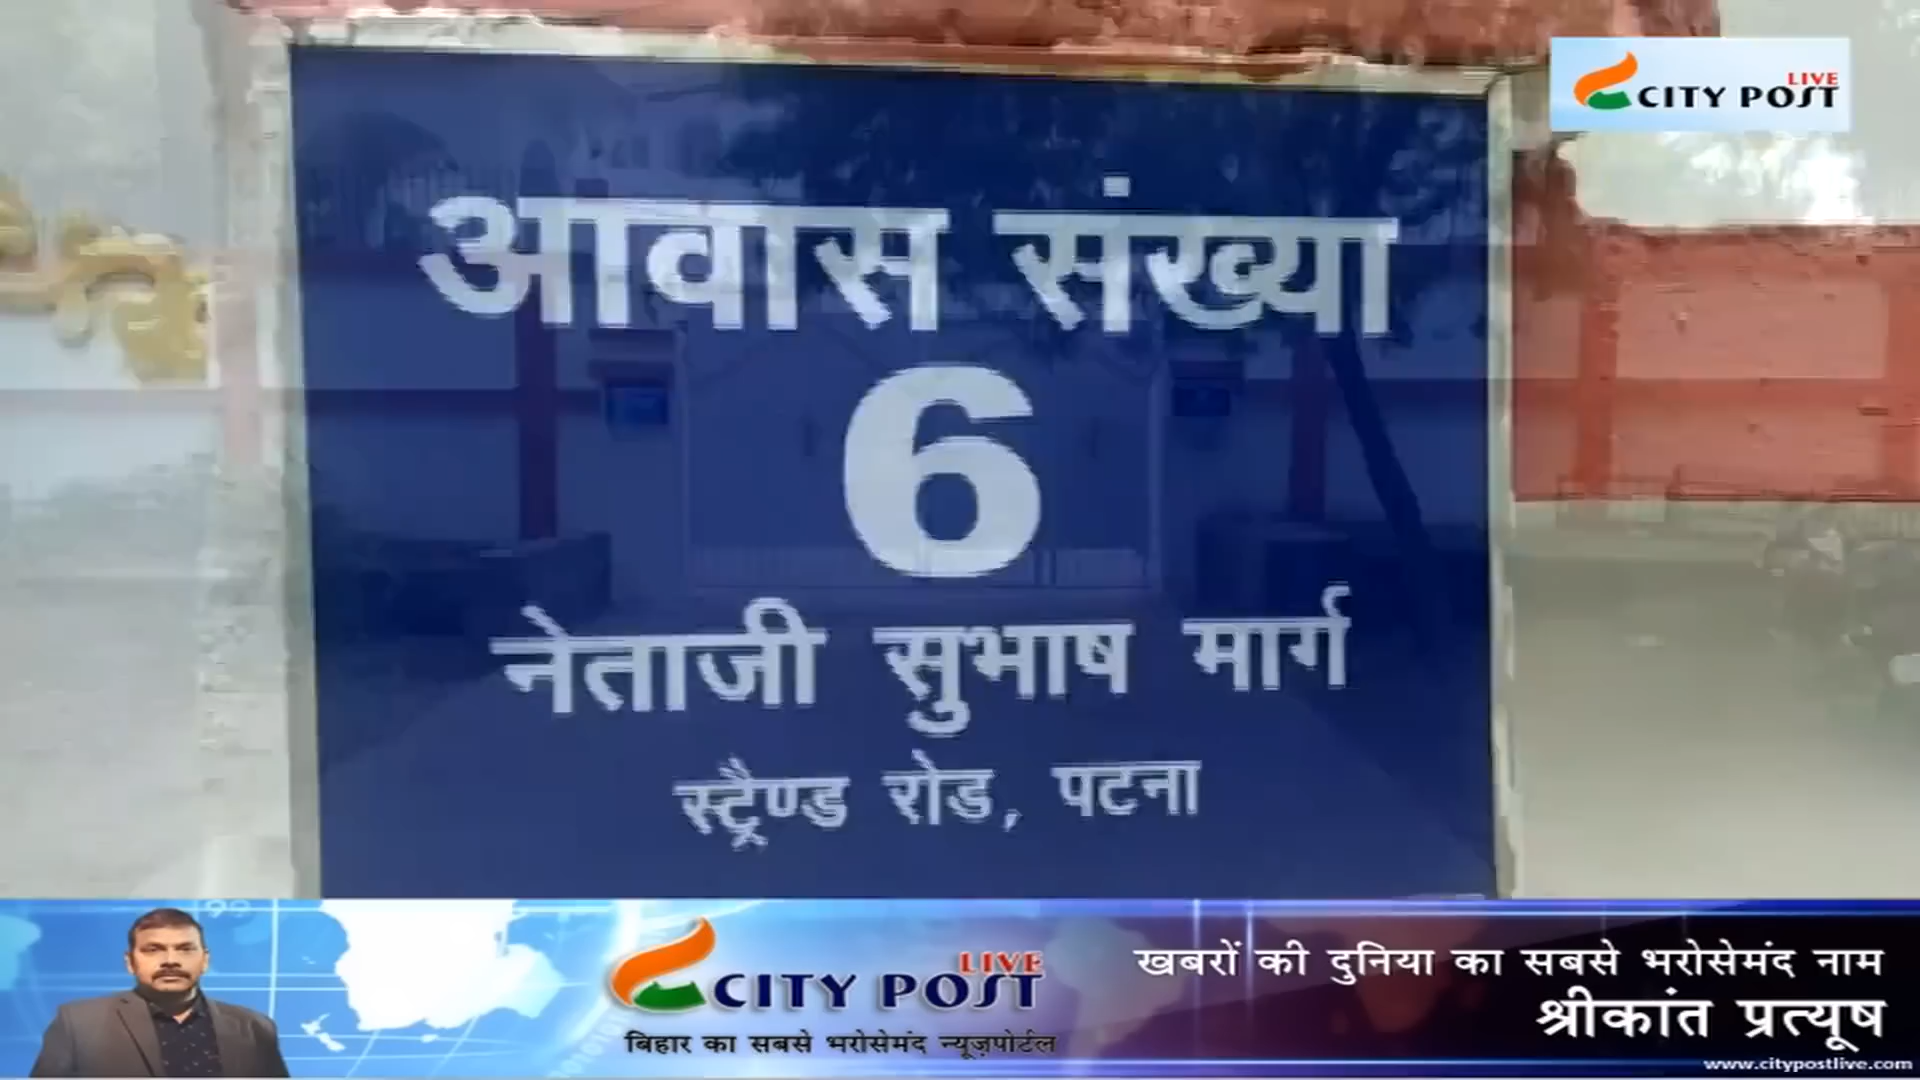 LIVE
CITY POST
आवास संख्या
6
नेताजी सुभाष मार्ग
स्ट्रैण्ड रोड, पटना
LIVE
CITY POST
बिहार का सबसे भरोसेमंद न्यूज़पोर्टल
खबरों की दुनिया का सबसे भरोसेमंद नाम
श्रीकांत प्रत्यूष
www.citypostlive.com